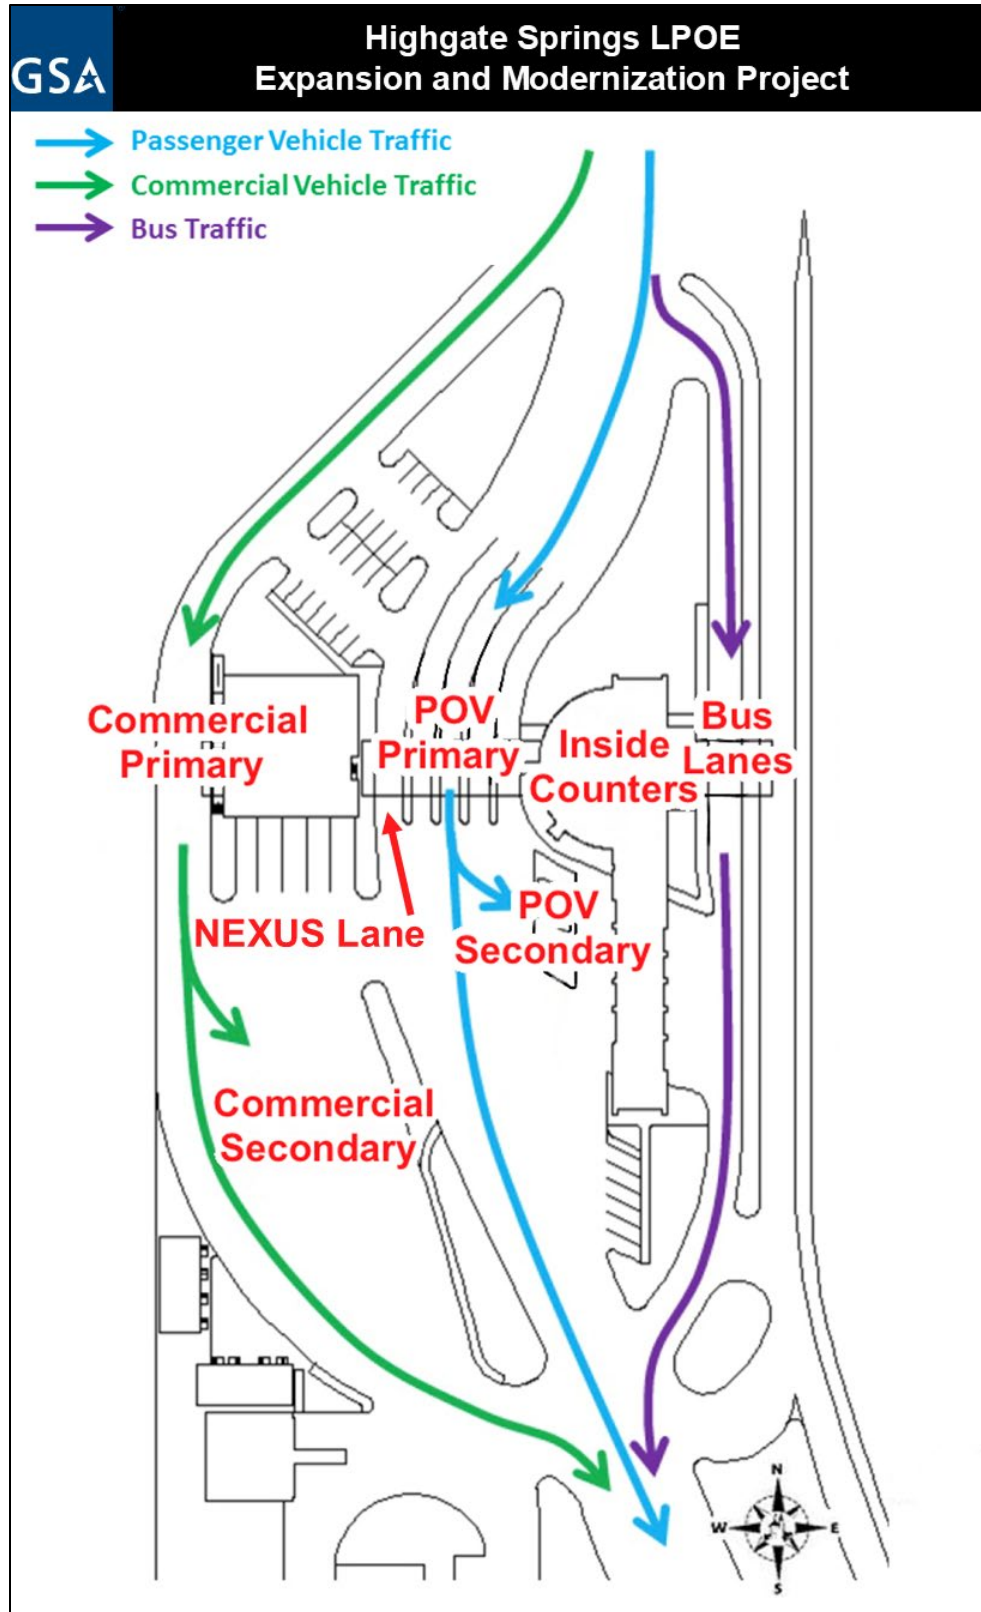 GSA
Highgate Springs LPOE
Expansion and Modernization Project
Passenger Vehicle Traffic
Commercial Vehicle Traffic
Bus Traffic
Commercial
Primary
POV
Primary
Inside
Counters
Bus
Lanes
NEXUS Lane
POV
Secondary
Commercial
Secondary
N
W
E
S